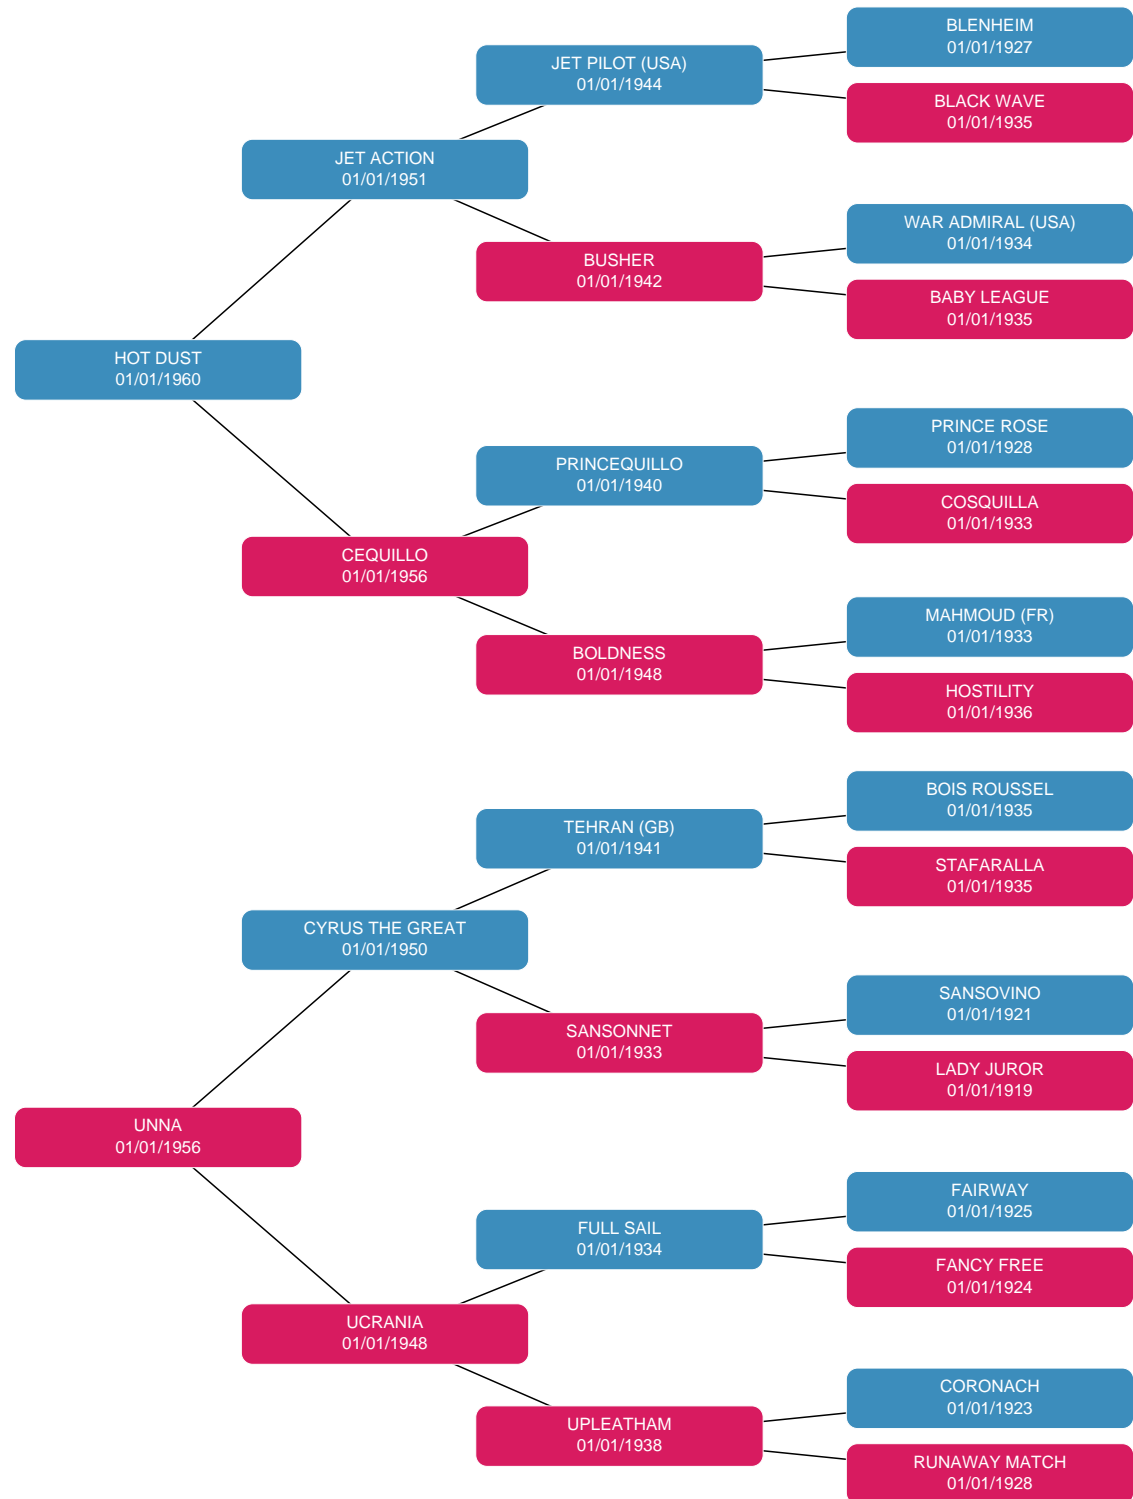 BLENHEIM
01/01/1927
JET PILOT (USA)
01/01/1944
BLACK WAVE
01/01/1935
JET ACTION
01/01/1951
WAR ADMIRAL (USA)
01/01/1934
BUSHER
01/01/1942
BABY LEAGUE
01/01/1935
HOT DUST
01/01/1960
PRINCE ROSE
01/01/1928
PRINCEQUILLO
01/01/1940
COSQUILLA
01/01/1933
CEQUILLO
01/01/1956
MAHMOUD (FR)
01/01/1933
BOLDNESS
01/01/1948
HOSTILITY
01/01/1936
BOIS ROUSSEL
01/01/1935
TEHRAN (GB)
01/01/1941
STAFARALLA
01/01/1935
CYRUS THE GREAT
01/01/1950
SANSOVINO
01/01/1921
SANSONNET
01/01/1933
LADY JUROR
01/01/1919
UNNA
01/01/1956
FAIRWAY
01/01/1925
FULL SAIL
01/01/1934
FANCY FREE
01/01/1924
UCRANIA
01/01/1948
CORONACH
01/01/1923
UPLEATHAM
01/01/1938
RUNAWAY MATCH
01/01/1928